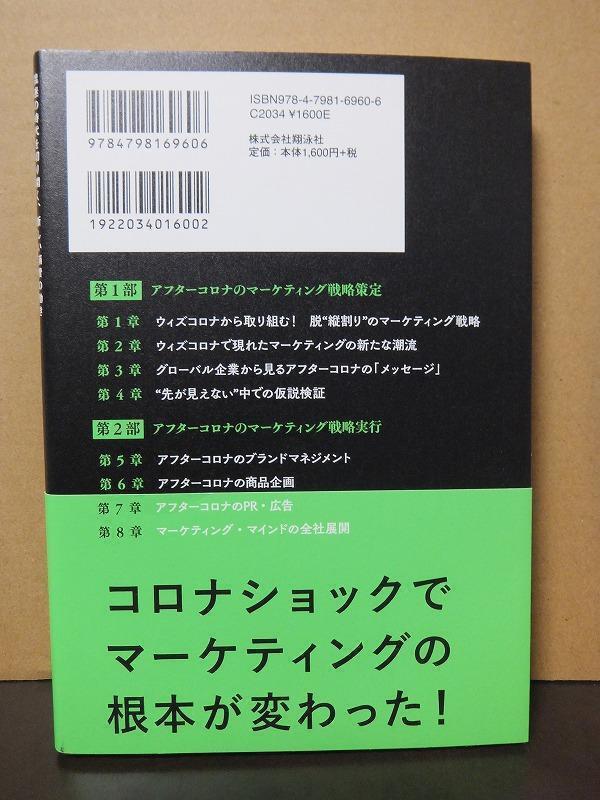 ISBN978-4-7981-6960-6
C2034 ¥1600E
株式会社翔泳社
定価：本体1,600円+税
9784798169606
1922034016002
第1部 アフターコロナのマーケティング戦略策定
第1章 ウィズコロナから取り組む！ 脱“縦割り”のマーケティング戦略
第2章 ウィズコロナで現れたマーケティングの新たな潮流
第3章 グローバル企業から見るアフターコロナの「メッセージ」
第4章 “先が見えない”中での仮説検証
第2部 アフターコロナのマーケティング戦略実行
第5章 アフターコロナのブランドマネジメント
第6章 アフターコロナの商品企画
第7章 アフターコロナのPR・広告
第8章 マーケティング・マインドの全社展開
コロナショックで
マーケティングの
根本が変わった！